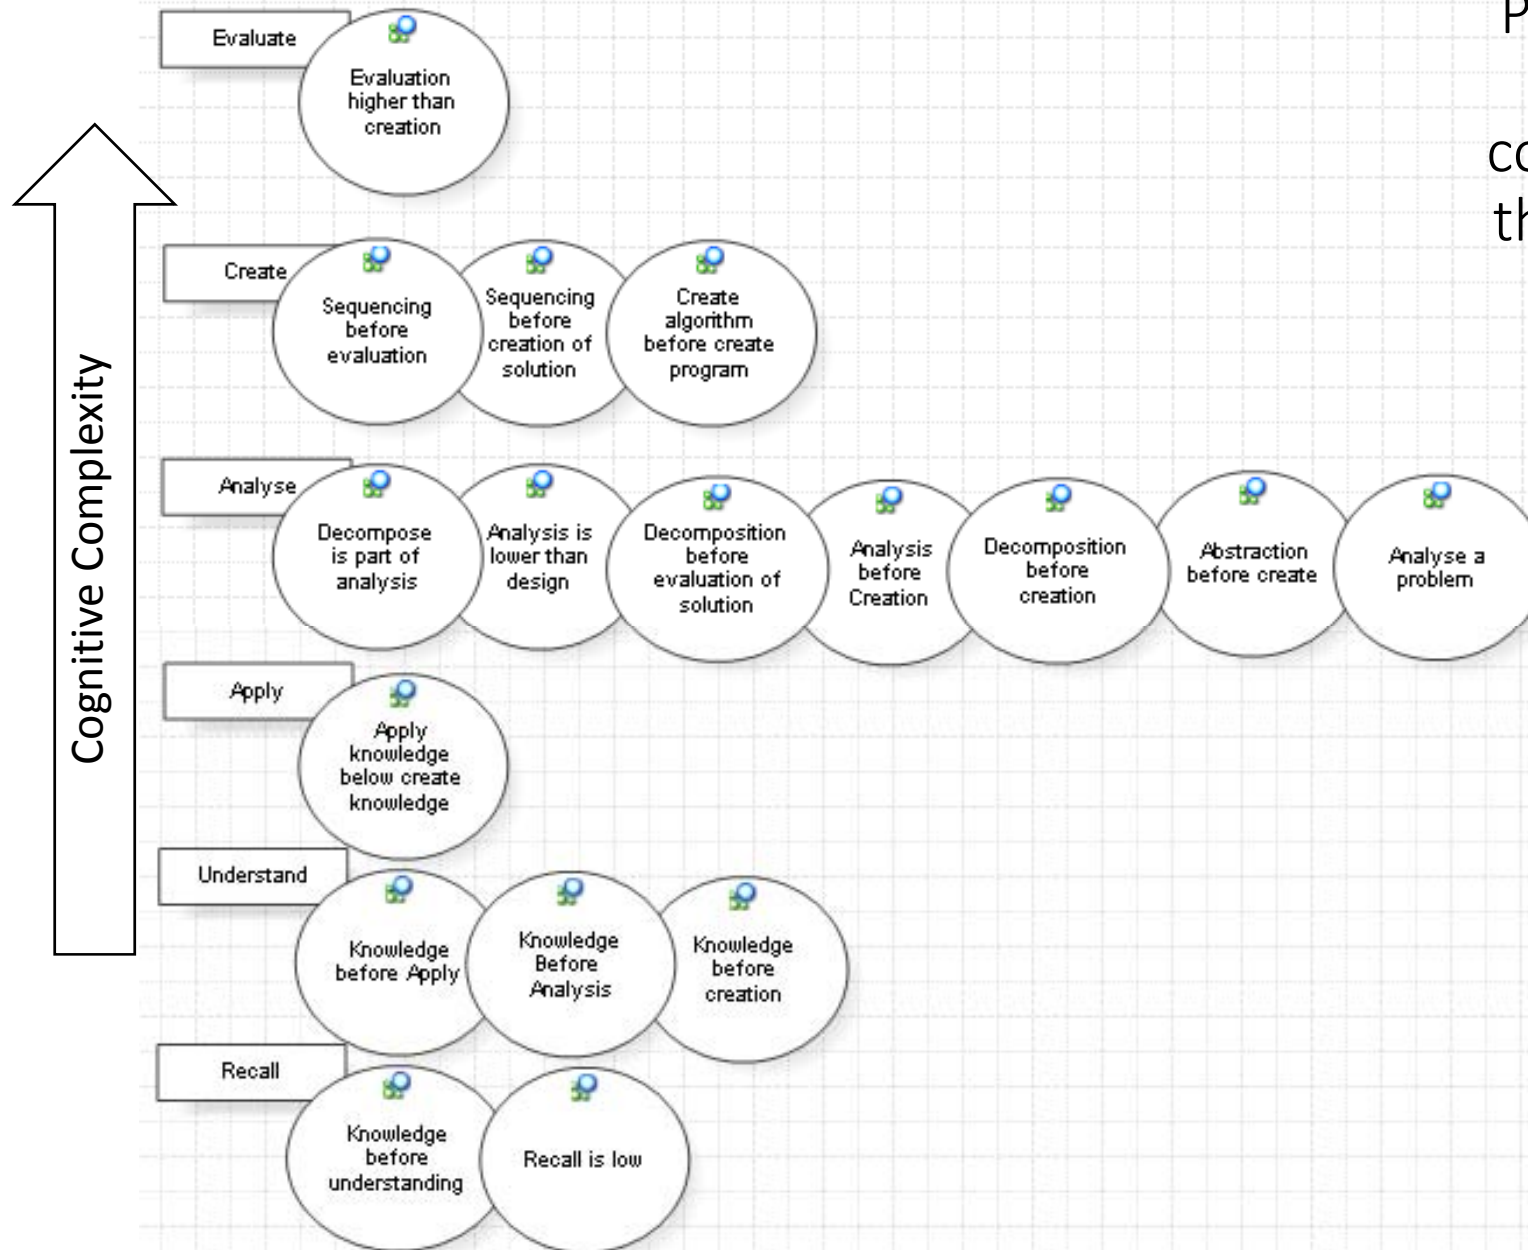 Evaluate
Evaluation
higher than
creation
Cognitive Complexity
Create
Sequencing
before
evaluation
Sequencing
before
creation of
solution
Create
algorithm
before create
program
Analyse
Decompose
is part of
analysis
Analysis is
lower than
design
Decomposition
before
evaluation of
solution
Analysis
before
Creation
Decomposition
before
creation
Abstraction
before create
Analyse a
problem
Apply
Apply
knowledge
below create
knowledge
Understand
Knowledge
before Apply
Knowledge
Before
Analysis
Knowledge
before
creation
Recall
Knowledge
before
understanding
Recall is low